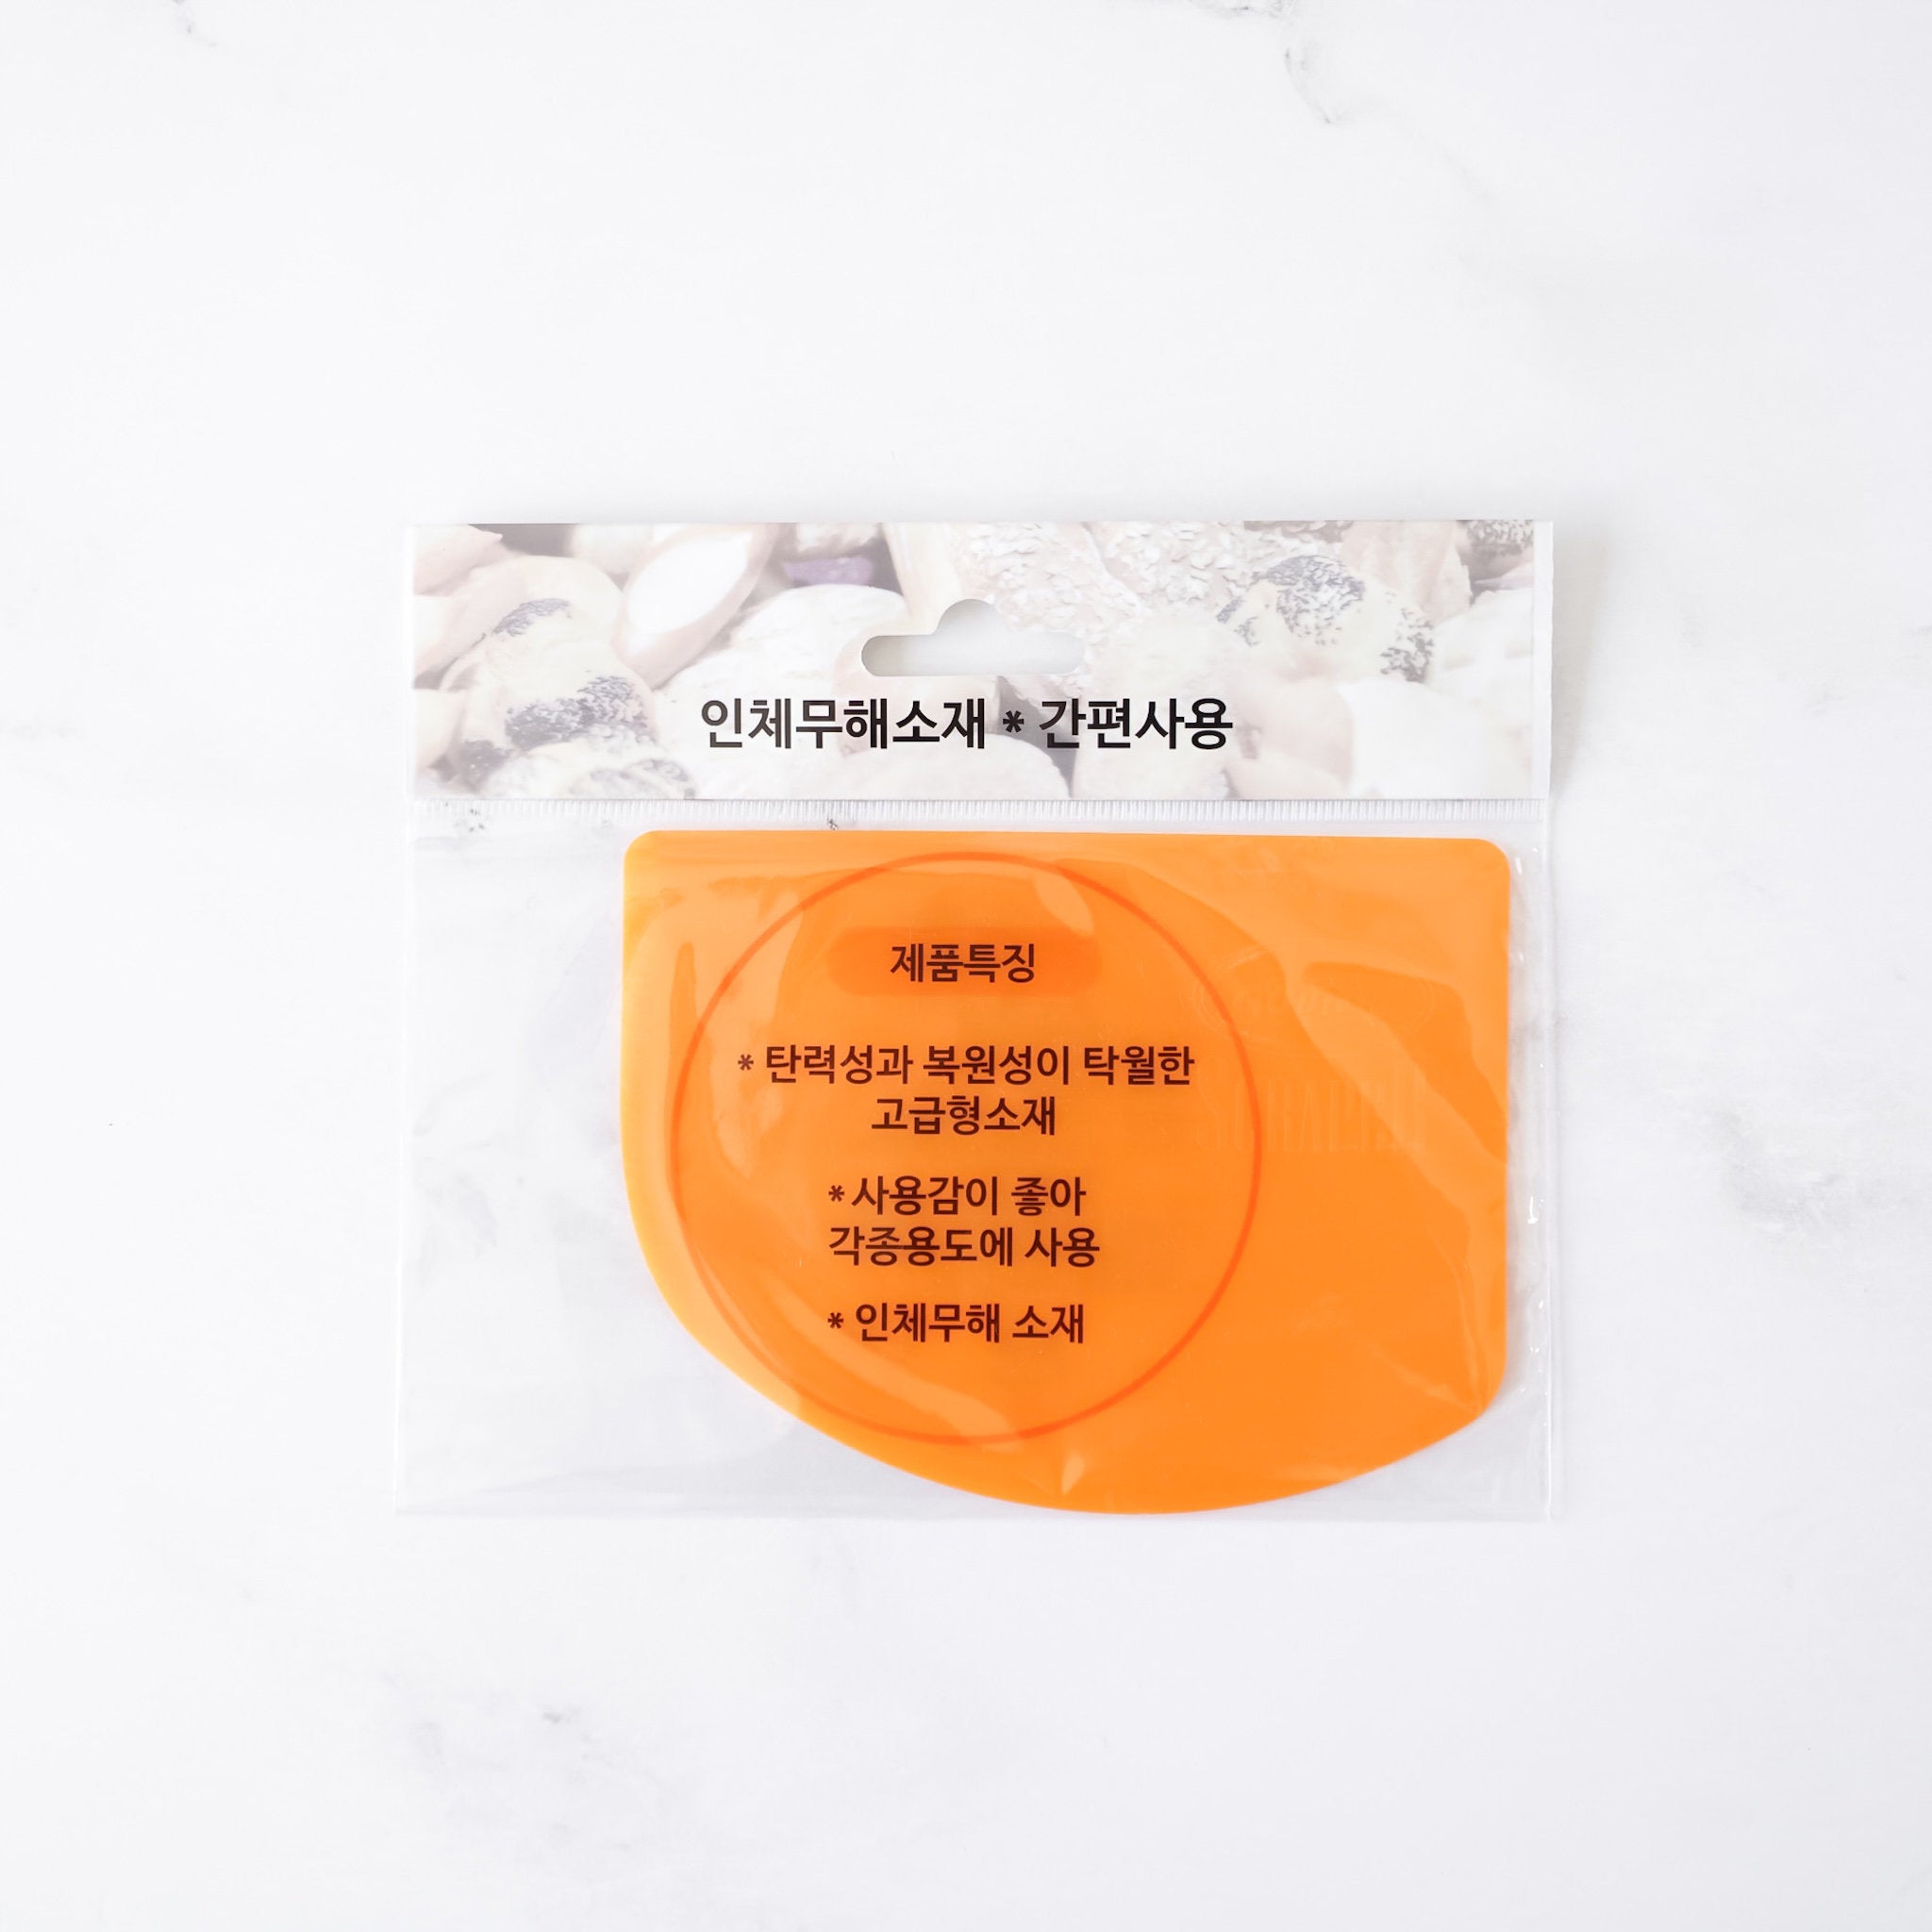 인체무해소재 * 간편사용
제품특징
* 탄력성과 복원성이 탁월한
고급형소재
* 사용감이 좋아
각종용도에 사용
* 인체무해 소재